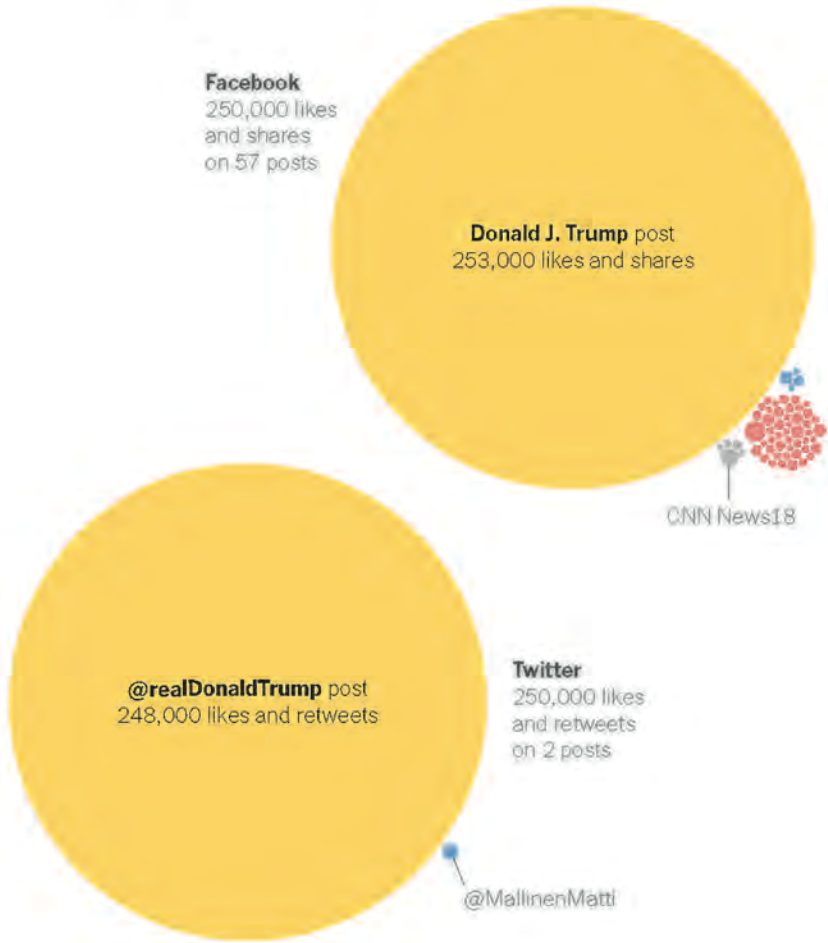 Facebook
250,000 likes
and shares
on 57 posts
Donald J. Trump post
253,000 likes and shares
CNN News18
@realDonaldTrump post
248,000 likes and retweets
Twitter
250,000 likes
and retweets
on 2 posts
@MallinenMatti